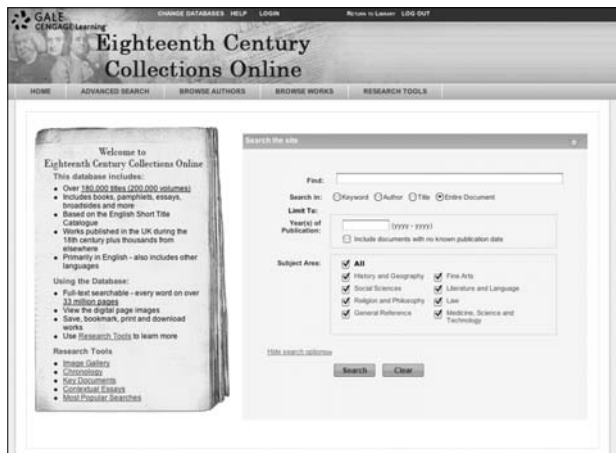 GALE
CENGAGE Learning
CHANGE DATABASES HELP LOGIN
RETURN TO LIBRARY LOG OUT
Eighteenth Century
Collections Online
HOME ADVANCED SEARCH BROWSE AUTHORS BROWSE WORKS RESEARCH TOOLS
Welcome to
Eighteenth Century Collections Online
This database includes:
Over 180,000 titles (200,000 volumes)
Includes books, pamphlets, essays,
broadsides and more
Based on the English Short Title
Catalogue
Works published in the UK during the
18th century plus thousands from
elsewhere
Primarily in English - also includes other
languages
Using the Database:
Full-text searchable - every word on over
33 million pages
View the digital page images
Save, bookmark, print and download
works
Use Research Tools to learn more
Research Tools
Image Gallery
Chronology
Key Documents
Contextual Essays
Most Popular Searches
Search the site
Find:
Search in: Keyword Author Title Entire Document
Limit To:
Year(s) of
Publication:
(yyyy - yyyy)
Include documents with no known publication date
Subject Area:
All
History and Geography Fine Arts
Social Sciences Literature and Language
Religion and Philosophy Law
General Reference Medicine, Science and
Technology
Hide search options
Search Clear